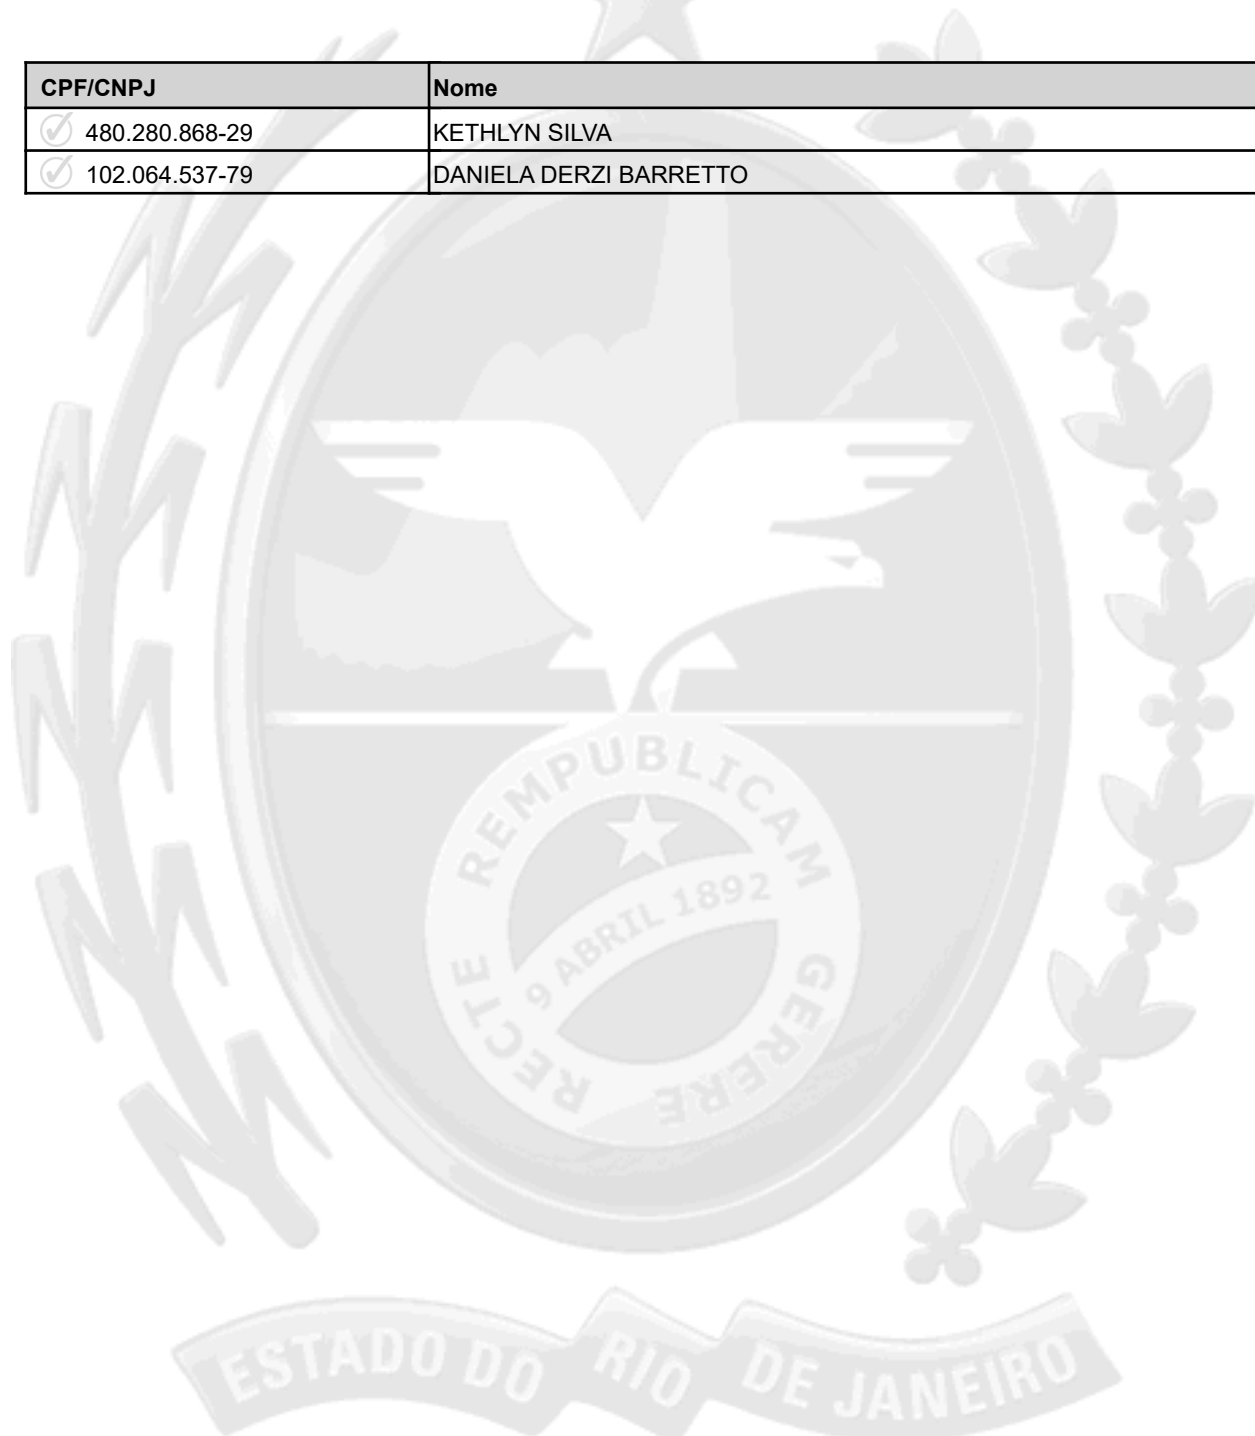 CPF/CNPJ Nome
480.280.868-29 KETHLYN SILVA
102.064.537-79 DANIELA DERZI BARRETTO
RECTE REMPUBLICAM GERERE
9 ABRIL 1892
ESTADO DO RIO DE JANEIRO